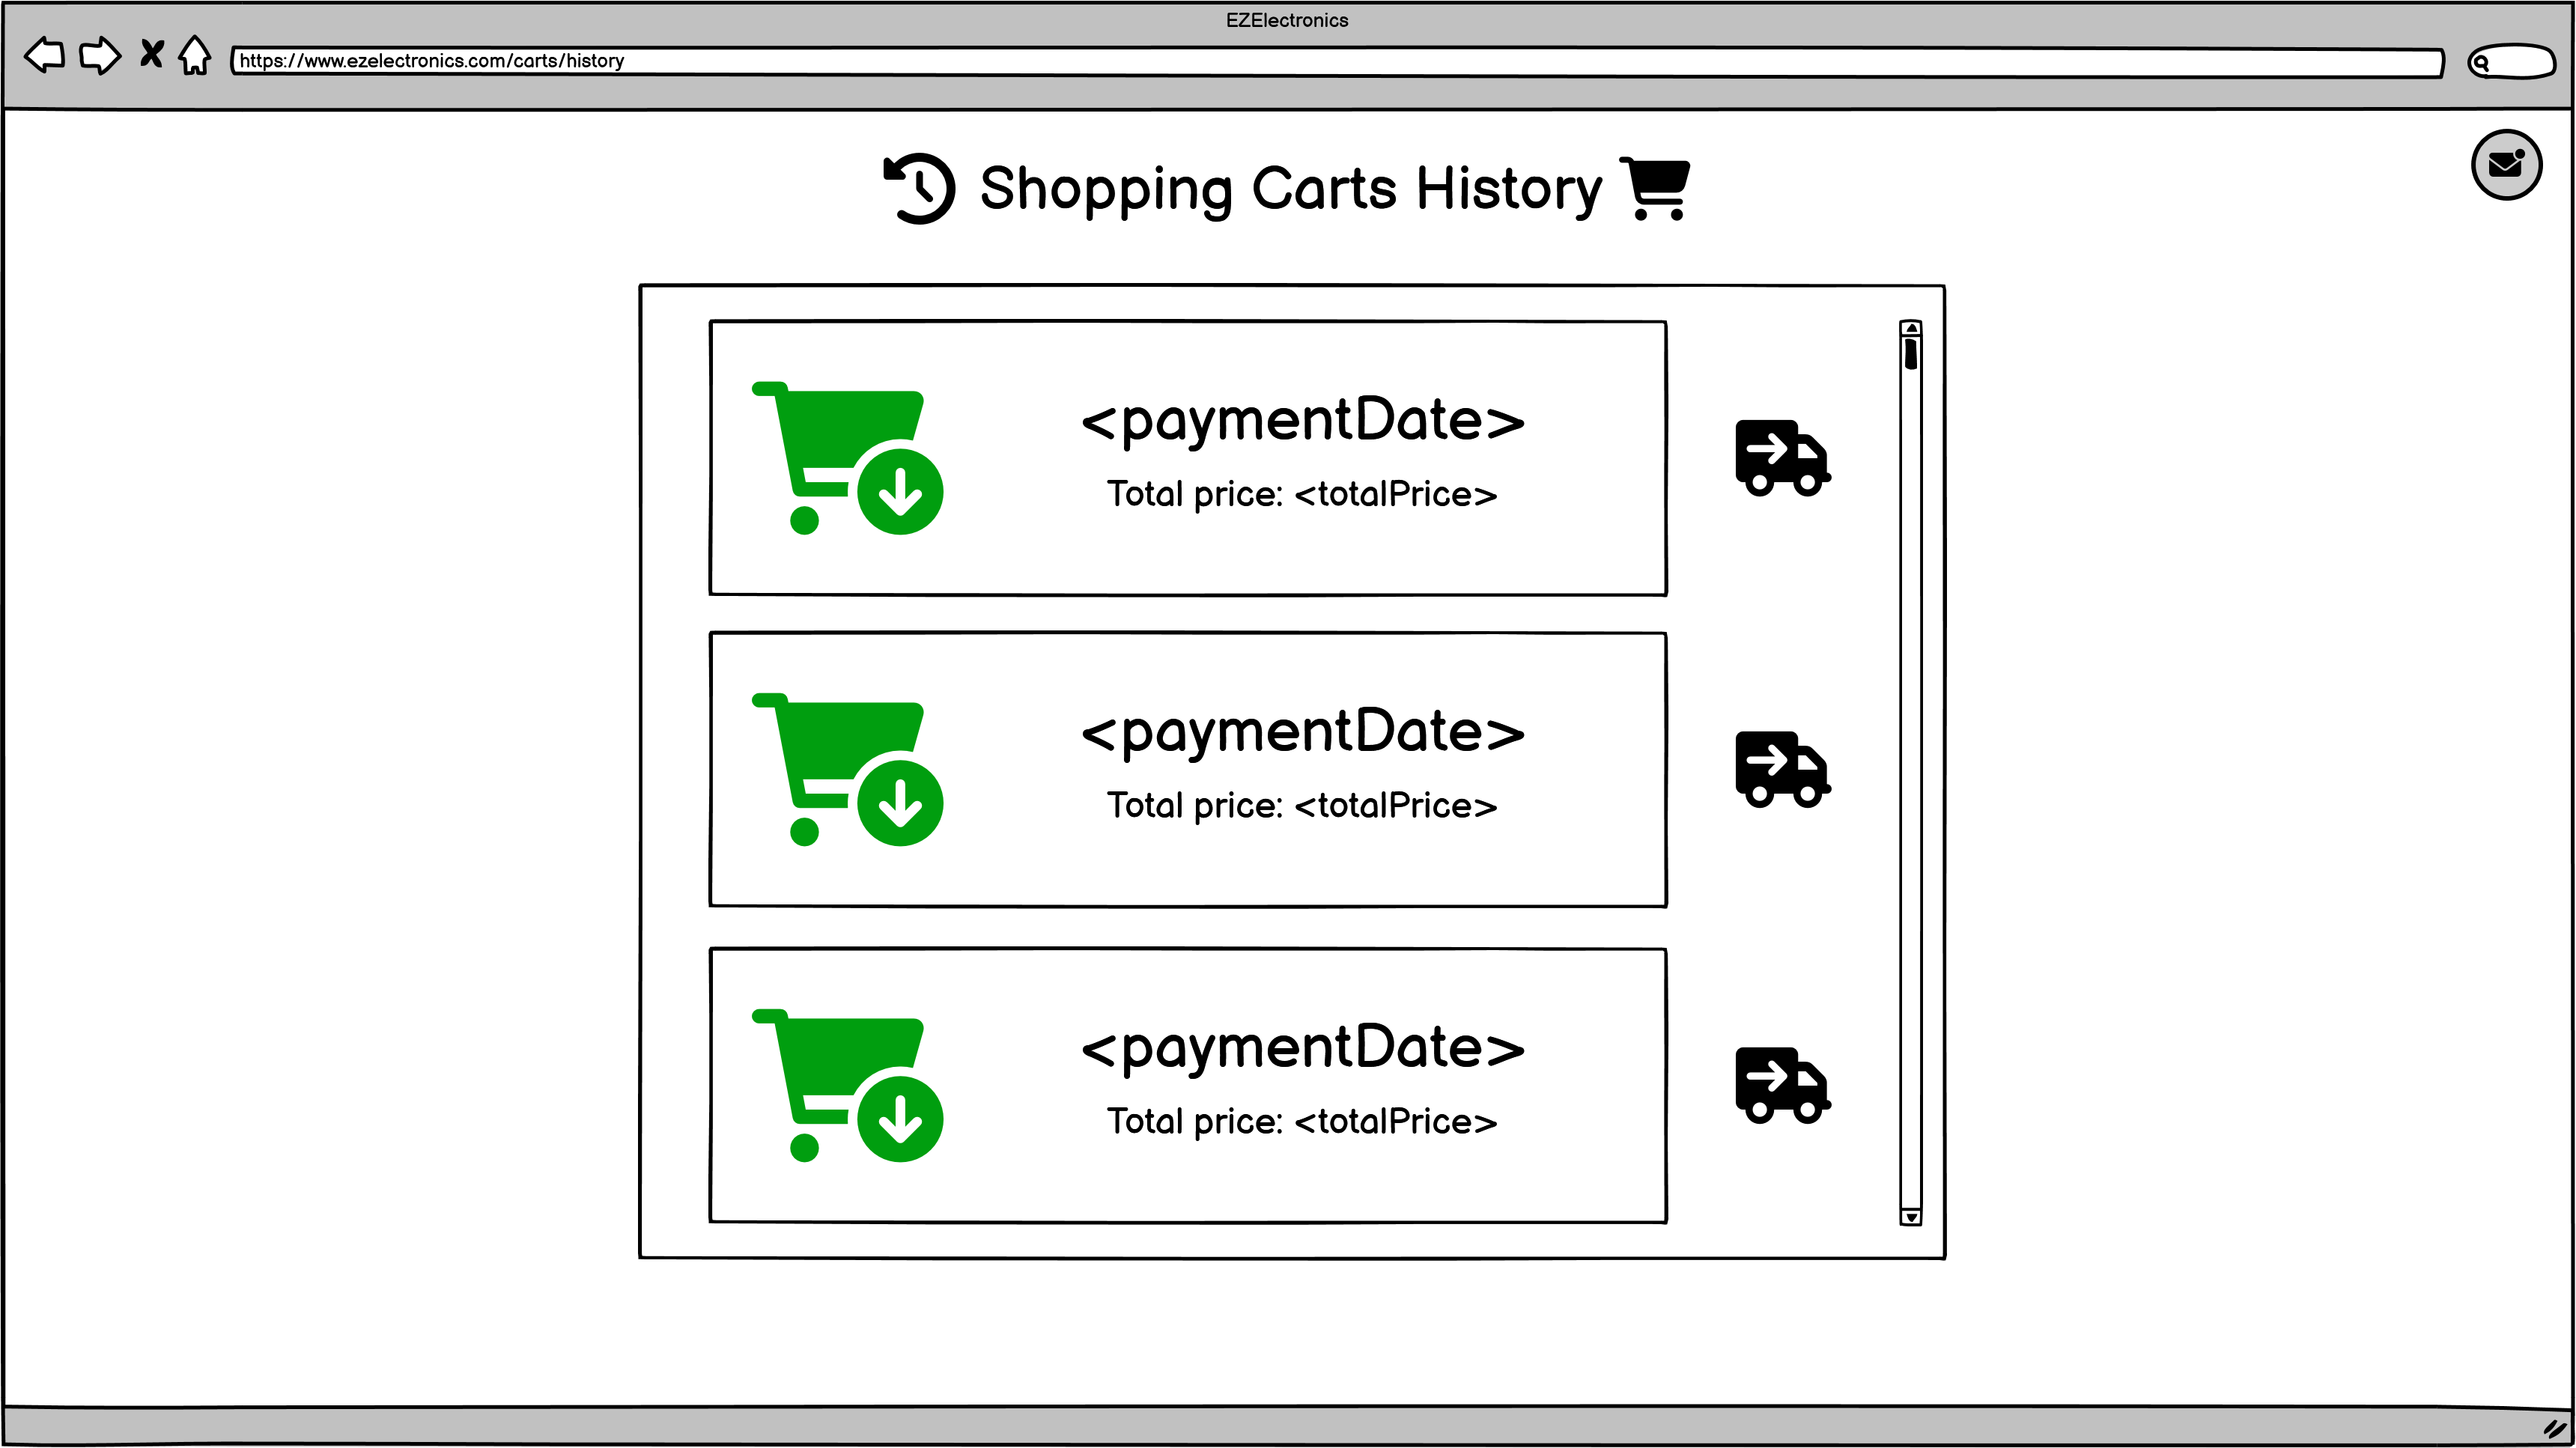 EZElectronics
https://www.ezelectronics.com/carts/history
Shopping Carts History
<paymentDate>
Total price: <totalPrice>
<paymentDate>
Total price: <totalPrice>
<paymentDate>
Total price: <totalPrice>